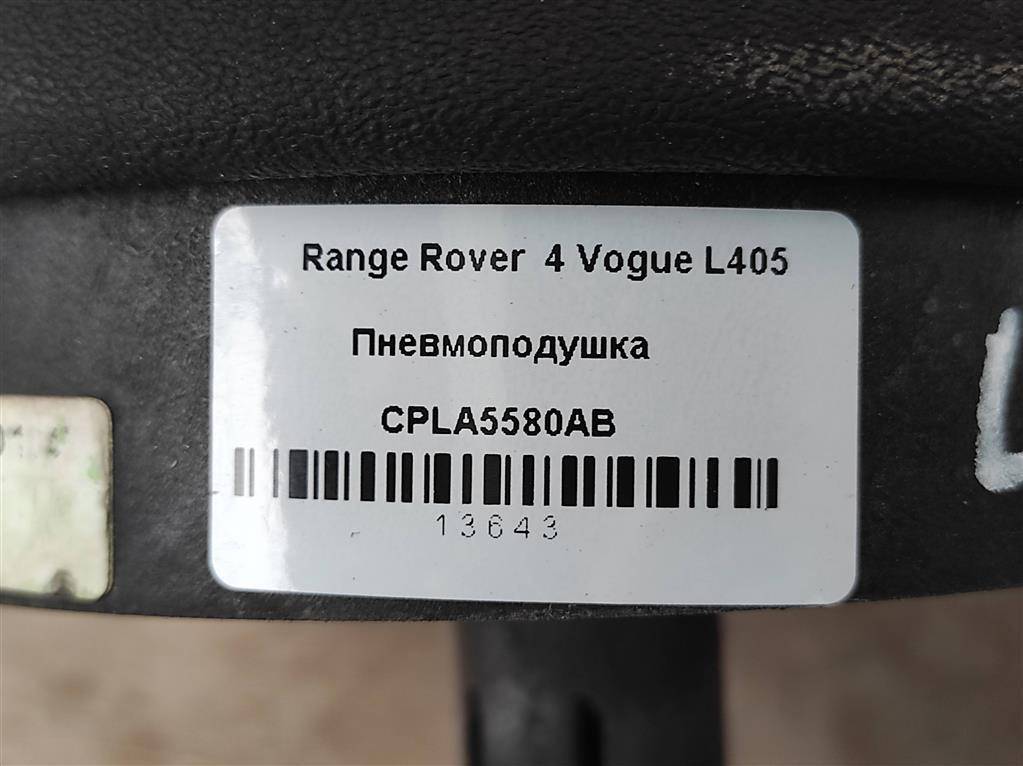 Range Rover 4 Vogue L405
Пневмоподушка
CPLA5580AB
13643